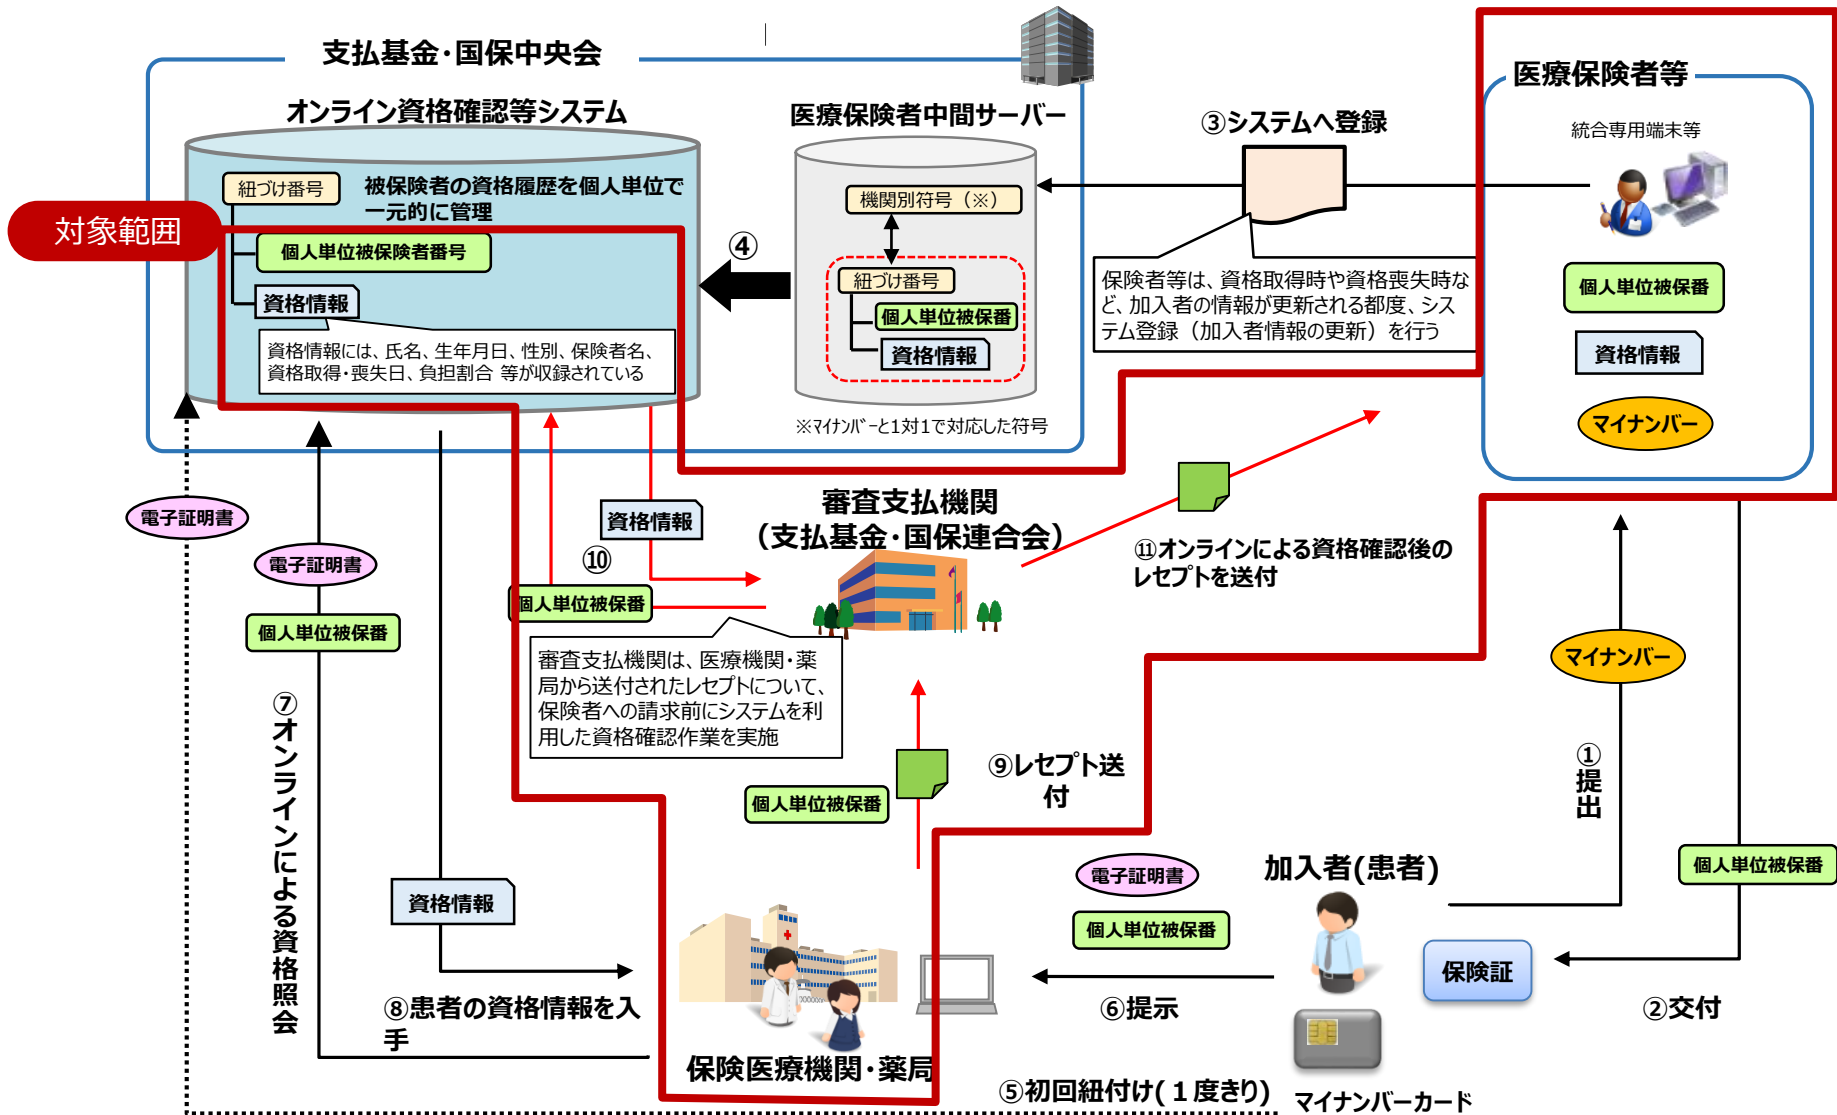 支払基金・国保中央会
オンライン資格確認等システム
紐づけ番号
被保険者の資格履歴を個人単位で
一元的に管理
対象範囲
個人単位被保険者番号
資格情報
資格情報には、氏名、生年月日、性別、保険者名、
資格取得・喪失日、負担割合 等が収録されている
④
医療保険者中間サーバー
機関別符号（※）
紐づけ番号
個人単位被保番
資格情報
※マイナンバーと1対1で対応した符号
③システムへ登録
保険者等は、資格取得時や資格喪失時な
ど、加入者の情報が更新される都度、シス
テム登録（加入者情報の更新）を行う
医療保険者等
統合専用端末等
個人単位被保番
資格情報
マイナンバー
電子証明書
電子証明書
個人単位被保番
⑦オンラインによる資格照会
資格情報
⑩
個人単位被保番
審査支払機関
（支払基金・国保連合会）
審査支払機関は、医療機関・薬
局から送付されたレセプトについて、
保険者への請求前にシステムを利
用した資格確認作業を実施
⑪オンラインによる資格確認後の
レセプトを送付
マイナンバー
①提出
⑨レセプト送
付
個人単位被保番
資格情報
⑧患者の資格情報を入
手
保険医療機関・薬局
電子証明書
個人単位被保番
⑥提示
加入者(患者)
保険証
個人単位被保番
②交付
⑤初回紐付け(１度きり)
マイナンバーカード